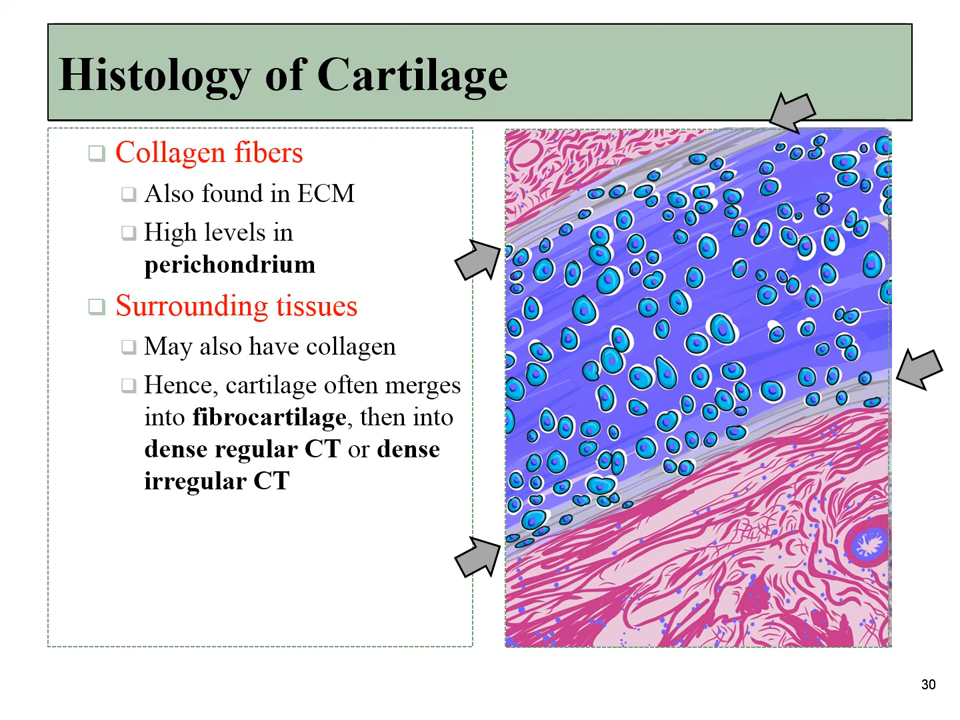 Histology of Cartilage
Collagen fibers
Also found in ECM
High levels in
perichondrium
Surrounding tissues
May also have collagen
Hence, cartilage often merges
into fibrocartilage, then into
dense regular CT or dense
irregular CT
30